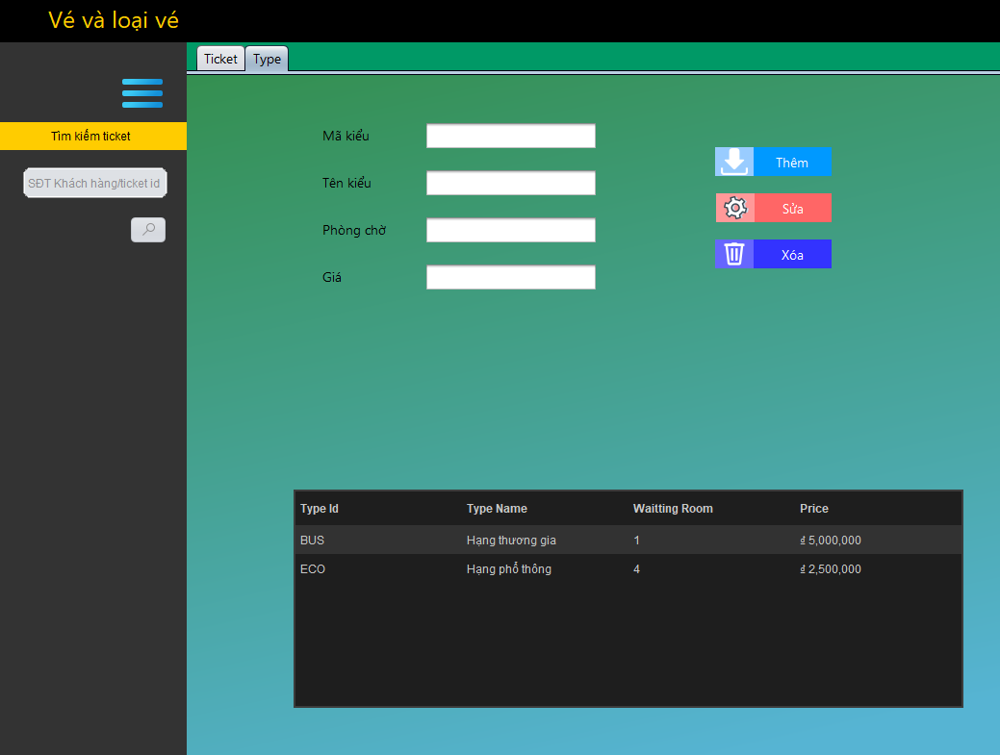 Vé và loại vé
Ticket Type
Tìm kiếm ticket
SĐT Khách hàng/ticket id
Mã kiểu
Tên kiểu
Phòng chờ
Giá
Thêm
Sửa
Xóa
Type Id Type Name Waitting Room Price
BUS Hạng thương gia 1 ₫ 5,000,000
ECO Hạng phổ thông 4 ₫ 2,500,000